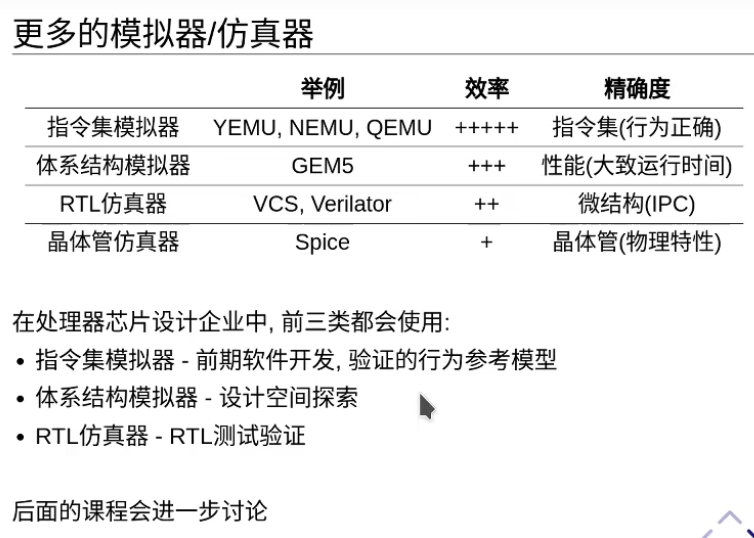 更多的模拟器/仿真器
举例 效率 精确度
指令集模拟器 YEMU, NEMU, QEMU +++++ 指令集(行为正确)
体系结构模拟器 GEM5 +++ 性能(大致运行时间)
RTL仿真器 VCS, Verilator ++ 微结构(IPC)
晶体管仿真器 Spice + 晶体管(物理特性)
在处理器芯片设计企业中, 前三类都会使用:
• 指令集模拟器 - 前期软件开发, 验证的行为参考模型
• 体系结构模拟器 - 设计空间探索
• RTL仿真器 - RTL测试验证
后面的课程会进一步讨论